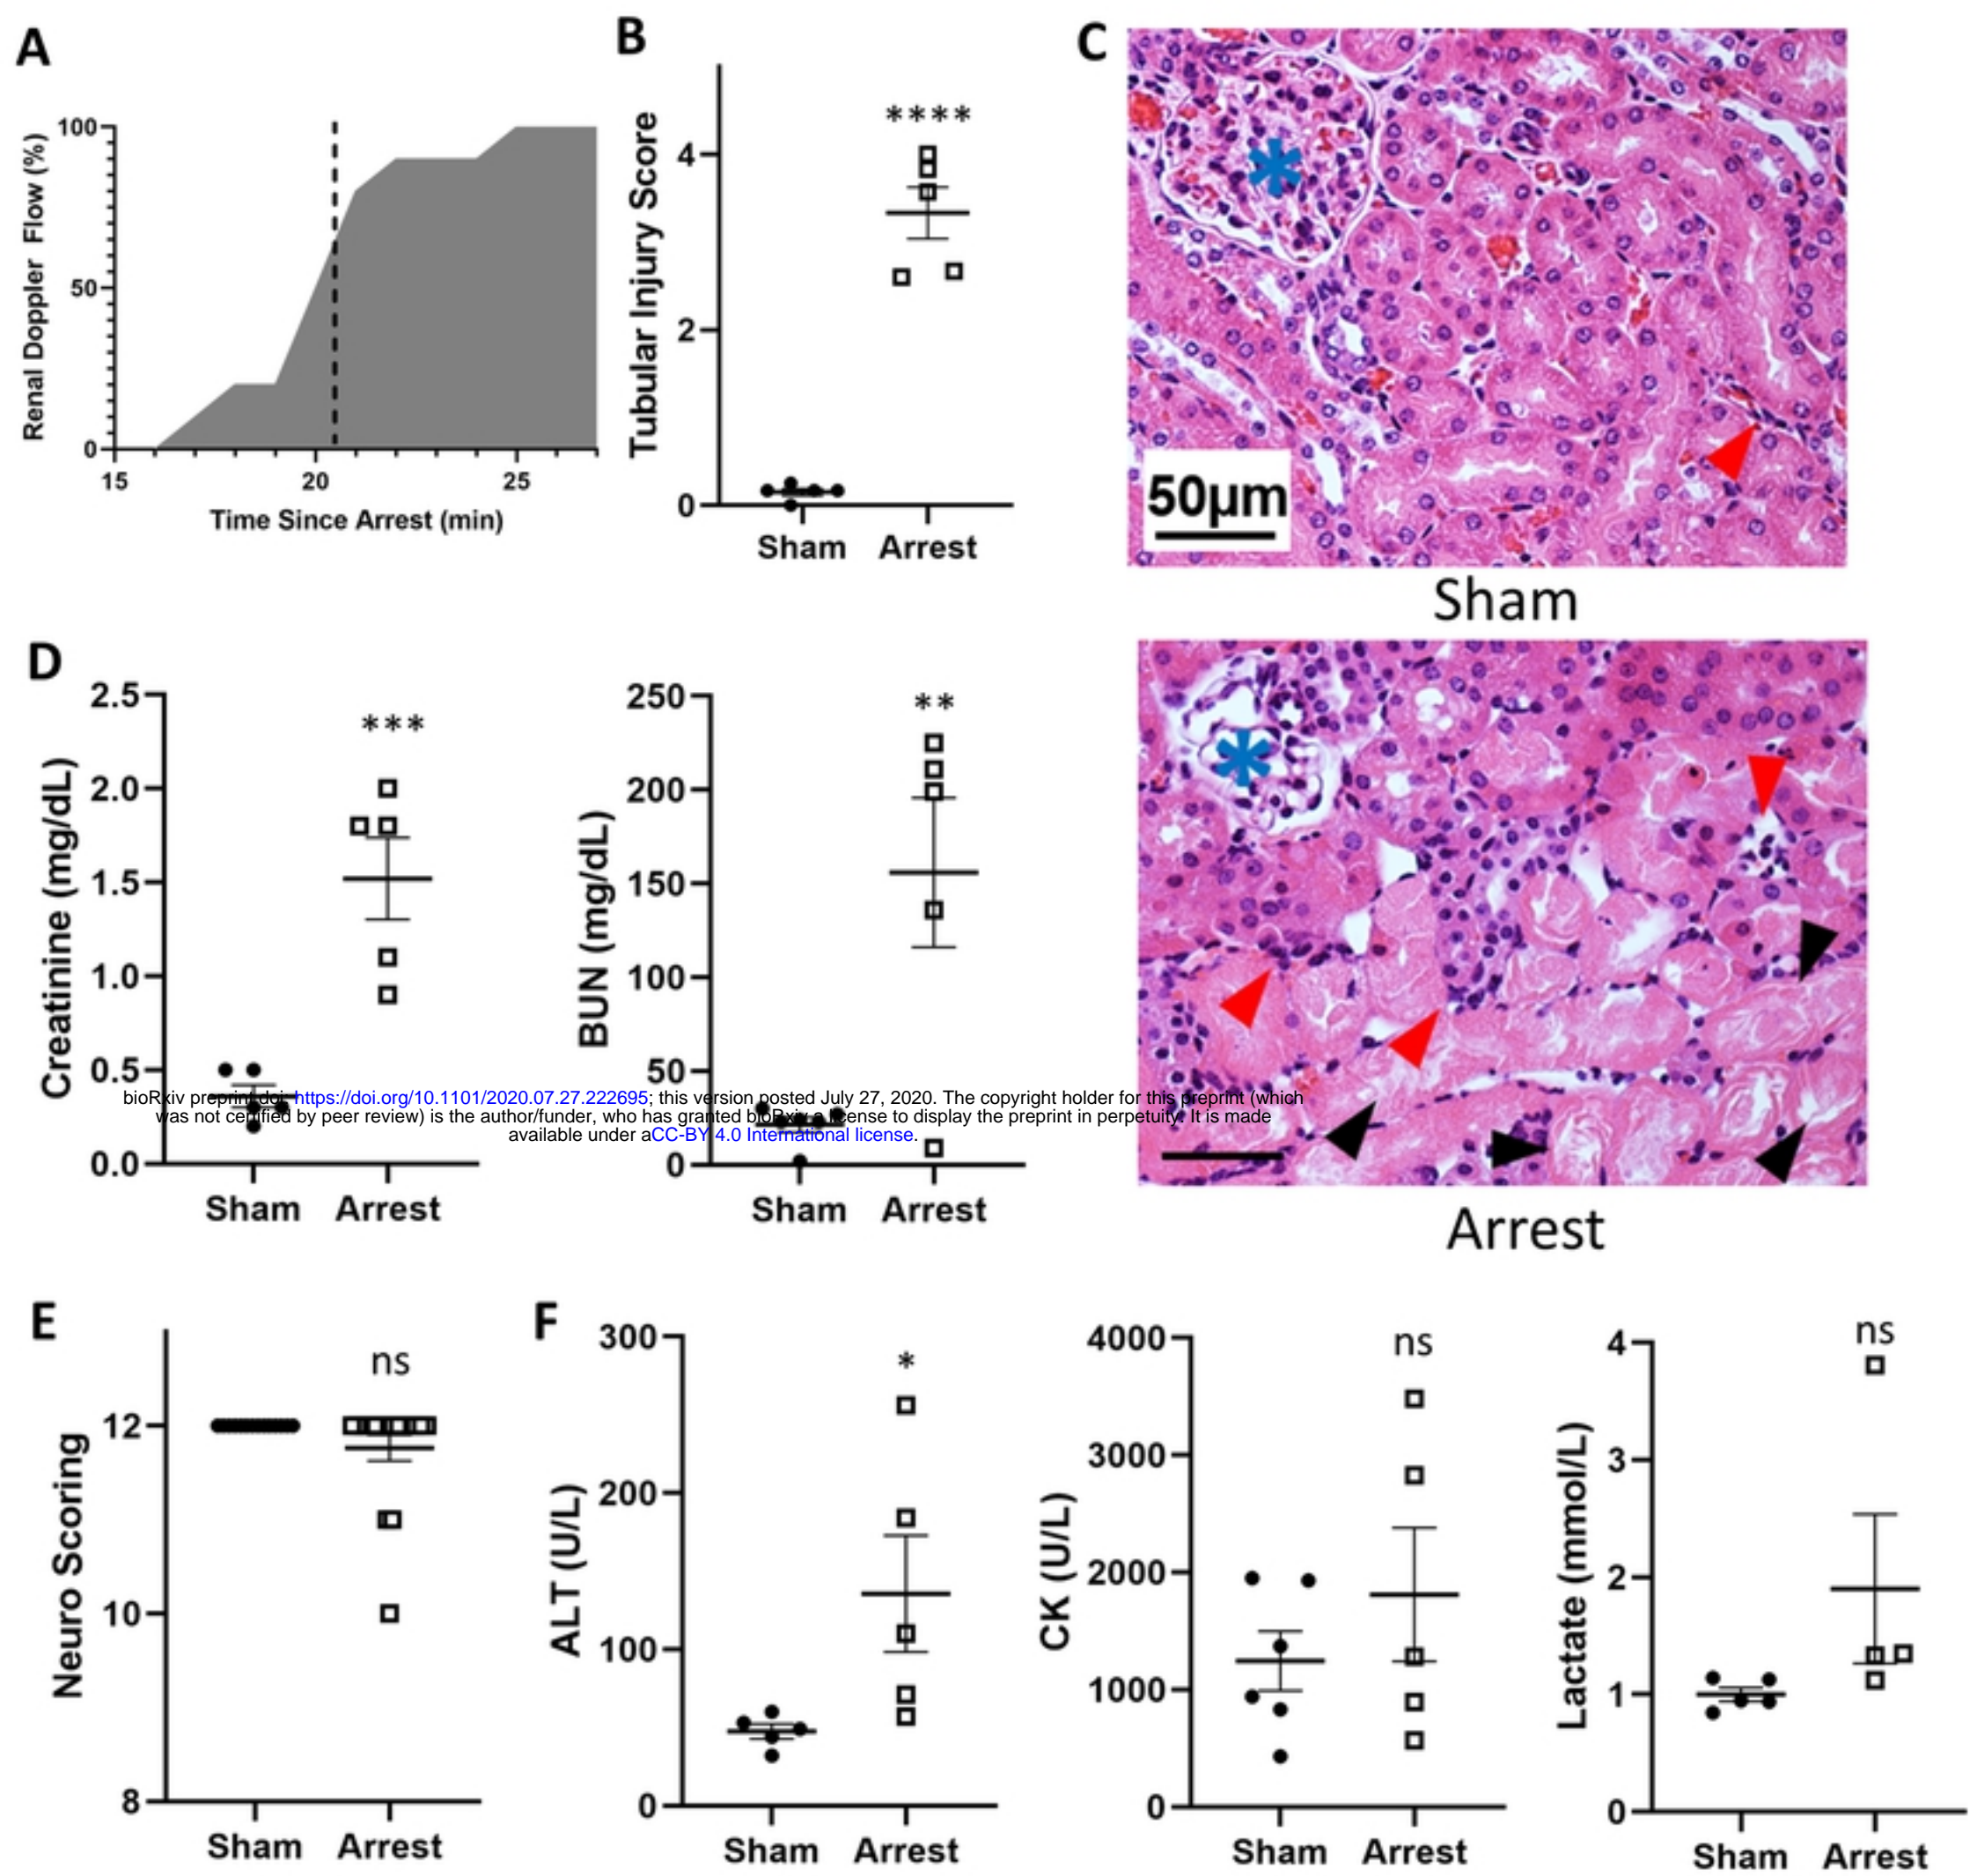 A
Renal Doppler Flow (%)
100
50
0
15
20
25
Time Since Arrest (min)
B
Tubular Injury Score
4
2
0
****
Sham
Arrest
C
50µm
Sham
Arrest
D
Creatinine (mg/dL)
2.5
2.0
1.5
1.0
0.5
0.0
***
Sham
Arrest
BUN (mg/dL)
250
200
150
100
50
0
**
Sham
Arrest
bioRxiv preprint doi: https://doi.org/10.1101/2020.07.27.222695; this version posted July 27, 2020. The copyright holder for this preprint (which
was not certified by peer review) is the author/funder, who has granted bioRxiv a license to display the preprint in perpetuity. It is made
available under aCC-BY 4.0 International license.
E
Neuro Scoring
12
10
8
ns
Sham
Arrest
F
ALT (U/L)
300
200
100
0
*
Sham
Arrest
CK (U/L)
4000
3000
2000
1000
0
ns
Sham
Arrest
Lactate (mmol/L)
4
3
2
1
0
ns
Sham
Arrest